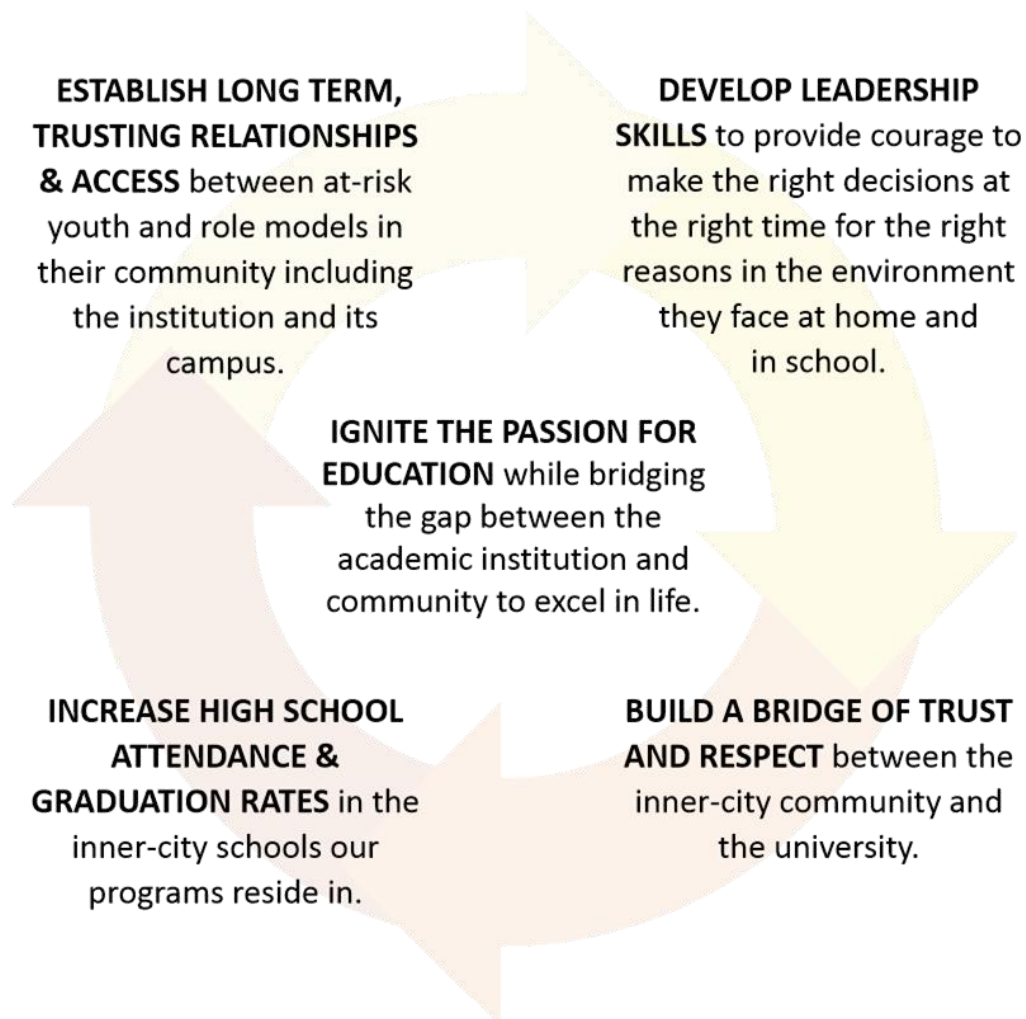 ESTABLISH LONG TERM,
TRUSTING RELATIONSHIPS
& ACCESS between at-risk
youth and role models in
their community including
the institution and its
campus.
DEVELOP LEADERSHIP
SKILLS to provide courage to
make the right decisions at
the right time for the right
reasons in the environment
they face at home and
in school.
IGNITE THE PASSION FOR
EDUCATION while bridging
the gap between the
academic institution and
community to excel in life.
INCREASE HIGH SCHOOL
ATTENDANCE &
GRADUATION RATES in the
inner-city schools our
programs reside in.
BUILD A BRIDGE OF TRUST
AND RESPECT between the
inner-city community and
the university.